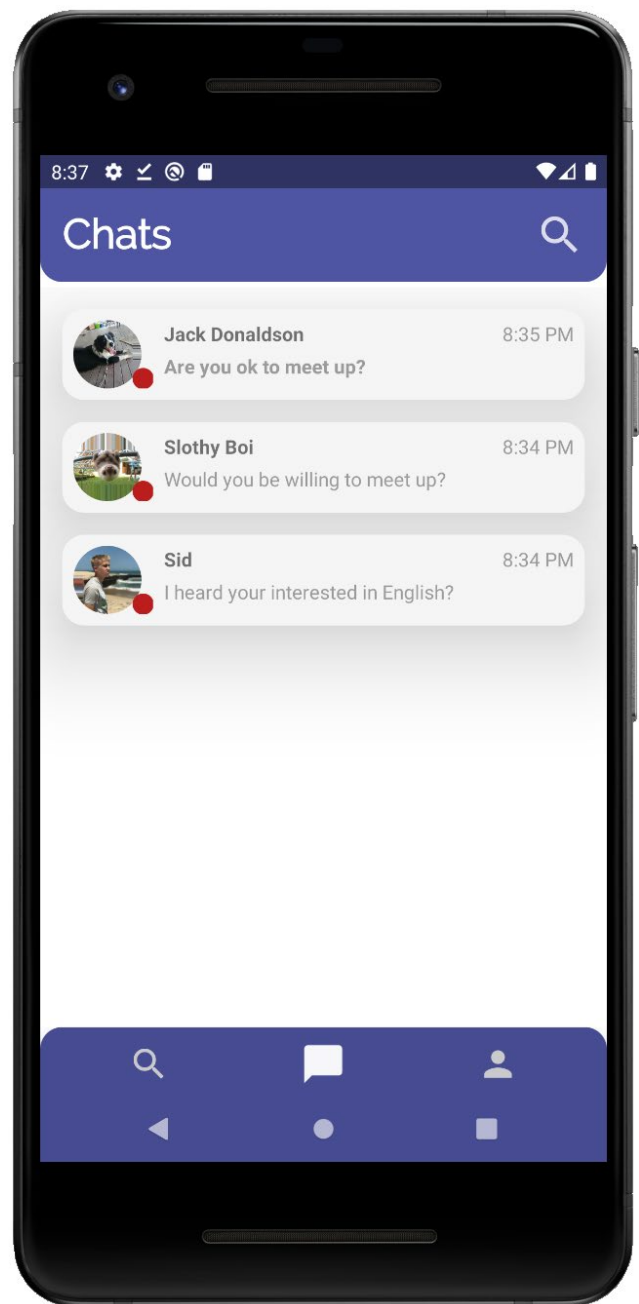 8:37
Chats
Jack Donaldson 8:35 PM
Are you ok to meet up?
Slothy Boi 8:34 PM
Would you be willing to meet up?
Sid 8:34 PM
I heard your interested in English?